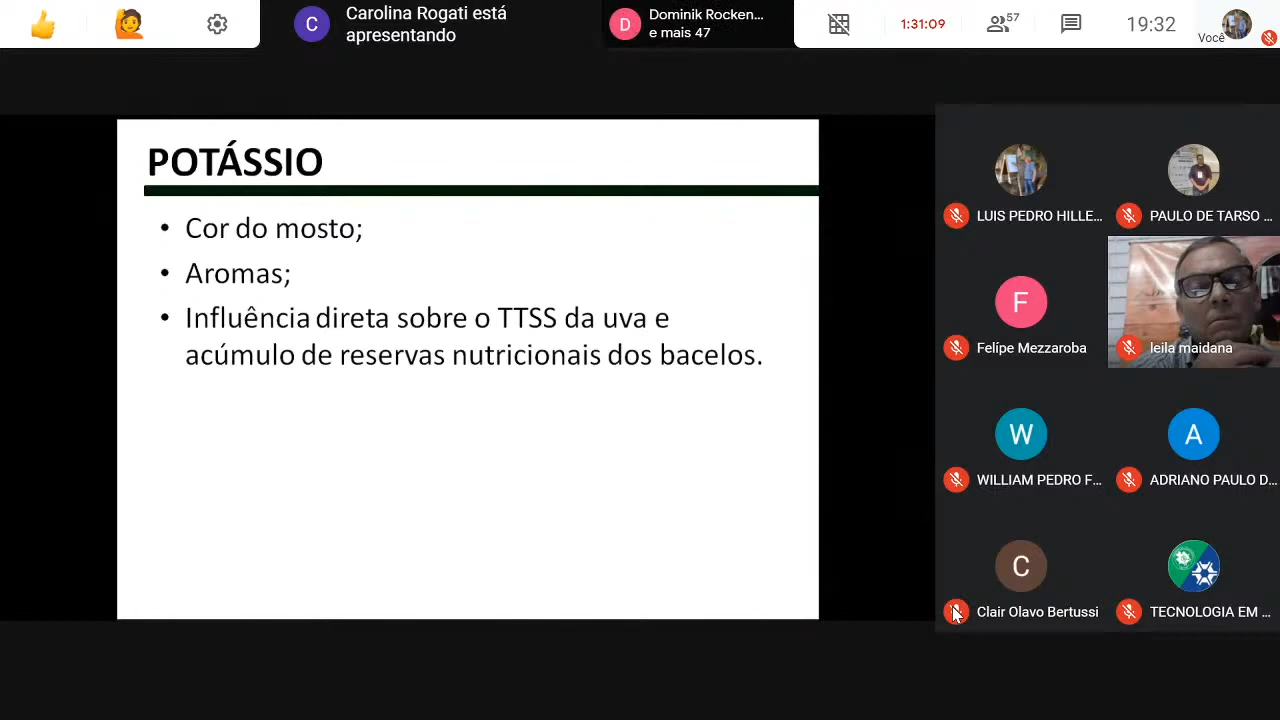 Carolina Rogati está
apresentando
C
D
Dominik Rocken...
e mais 47
1:31:09
57
19:32
Você
POTÁSSIO
• Cor do mosto;
• Aromas;
• Influência direta sobre o TTSS da uva e
acúmulo de reservas nutricionais dos bacelos.
LUIS PEDRO HILLE...
PAULO DE TARSO ...
F
Felípe Mezzaroba
leila maidana
W
WILLIAM PEDRO F...
A
ADRIANO PAULO D...
C
Clair Olavo Bertussi
TECNOLOGIA EM ...